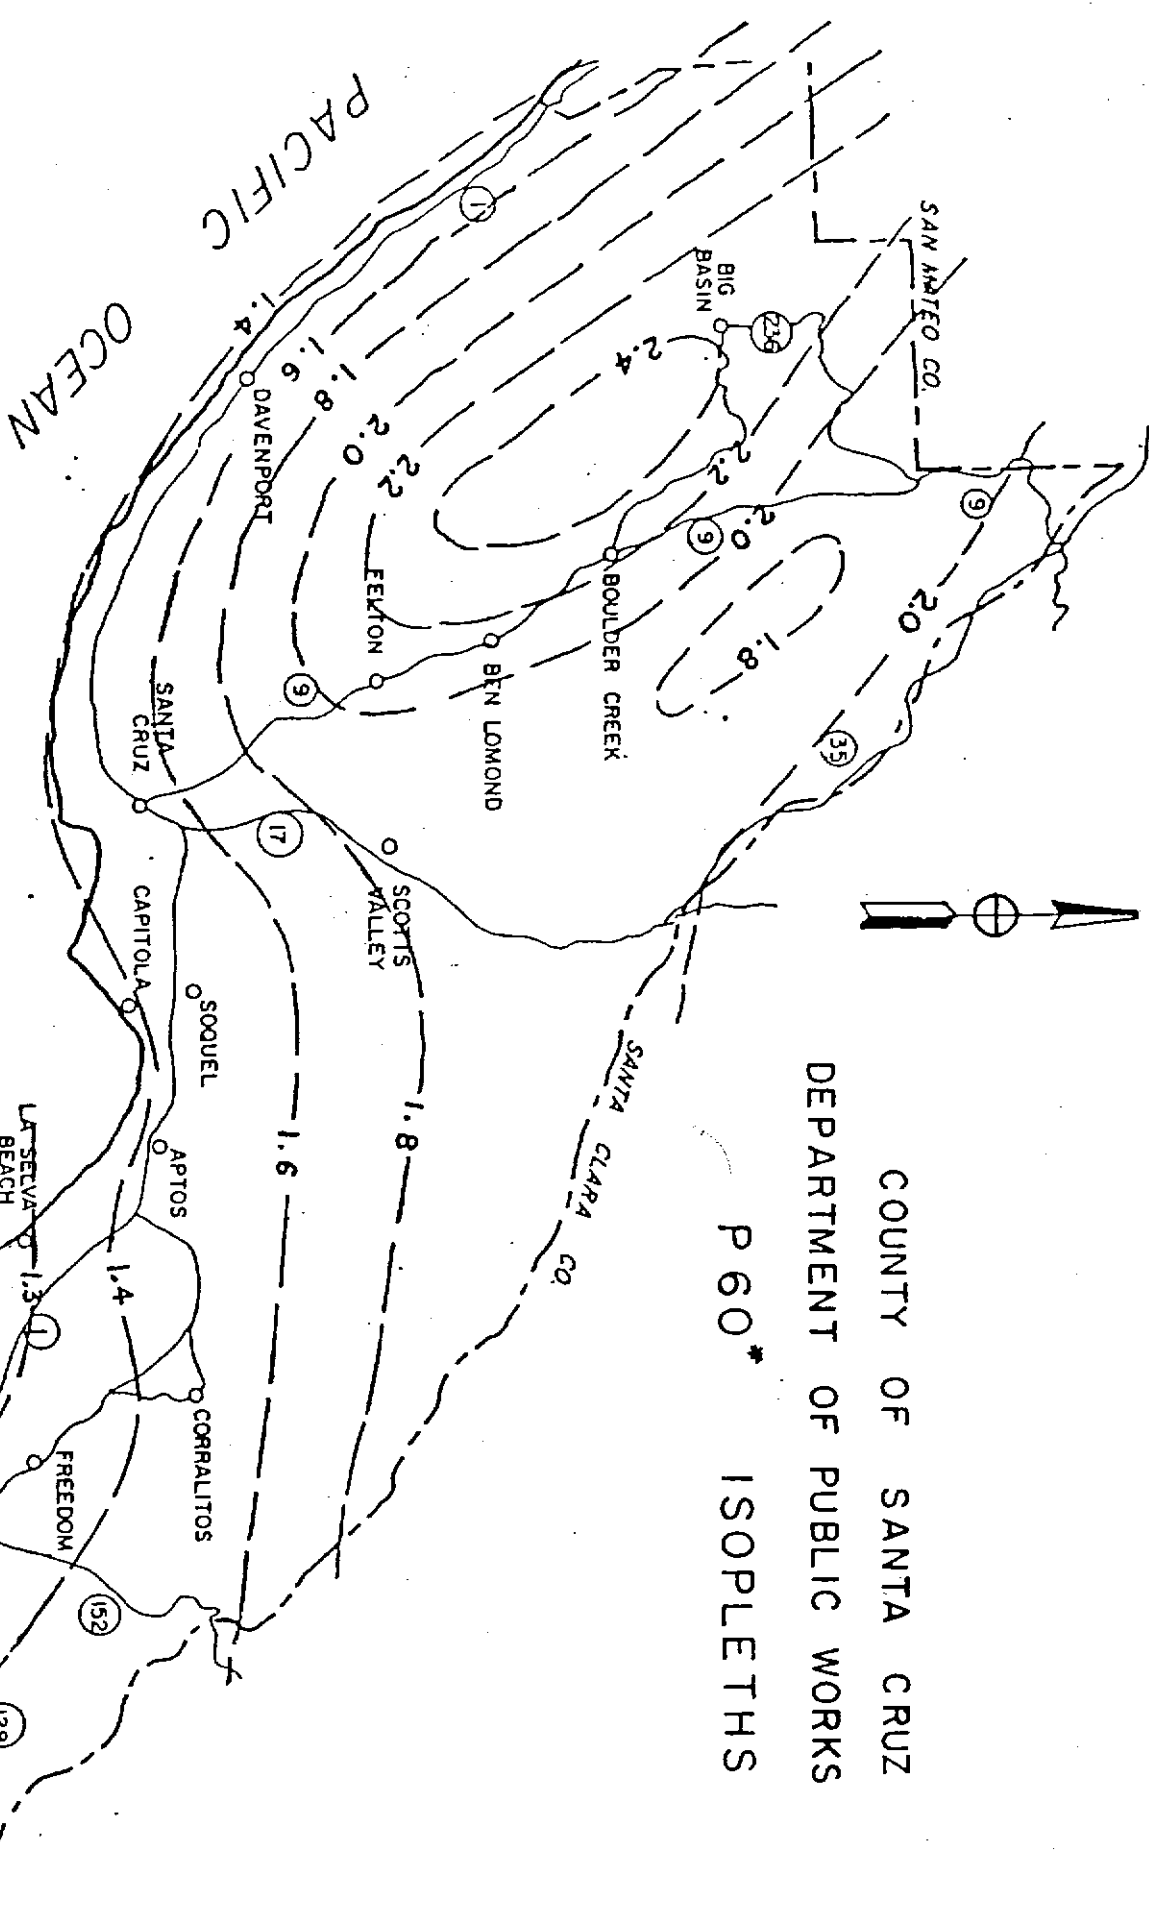 COUNTY OF SANTA CRUZ
DEPARTMENT OF PUBLIC WORKS
P60* ISOPLETHS
SAN MATEO CO.
9
2.0
35
236
BIG
BASIN
2.4
2.2
2.0
9
1.8
BOULDER CREEK
BEN LOMOND
1
2.2
2.0
1.8
1.6
1.4
FELTON
9
DAVENPORT
SCOTTS
VALLEY
17
SANTA
CRUZ
SANTA CLARA CO.
1.8
1.6
SOQUEL
CAPITOLA
APTOS
1.4
CORRALITOS
LA SELVA
BEACH
1.3
1
FREEDOM
152
PACIFIC
OCEAN